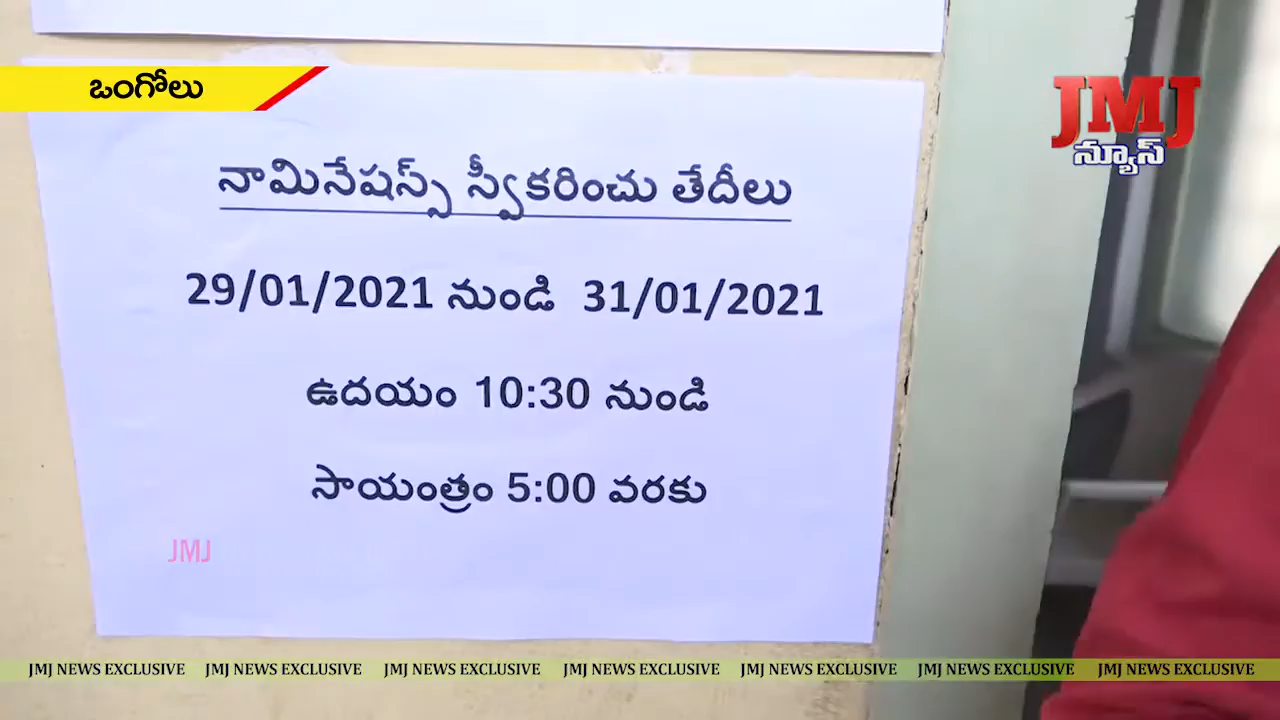 ఒంగోలు
JMJ
న్యూస్
నామినేషన్స్ స్వీకరించు తేదీలు
29/01/2021 నుండి 31/01/2021
ఉదయం 10:30 నుండి
సాయంత్రం 5:00 వరకు
JMJ
JMJ NEWS EXCLUSIVE JMJ NEWS EXCLUSIVE JMJ NEWS EXCLUSIVE JMJ NEWS EXCLUSIVE JMJ NEWS EXCLUSIVE JMJ NEWS EXCLUSIVE JMJ NEWS EXCLUSIVE